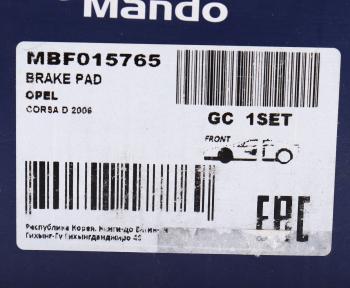 Mando
MBF015765
BRAKE PAD
OPEL
CORSA D 2006
GC 1SET
FRONT
EAC
Республика Корея,